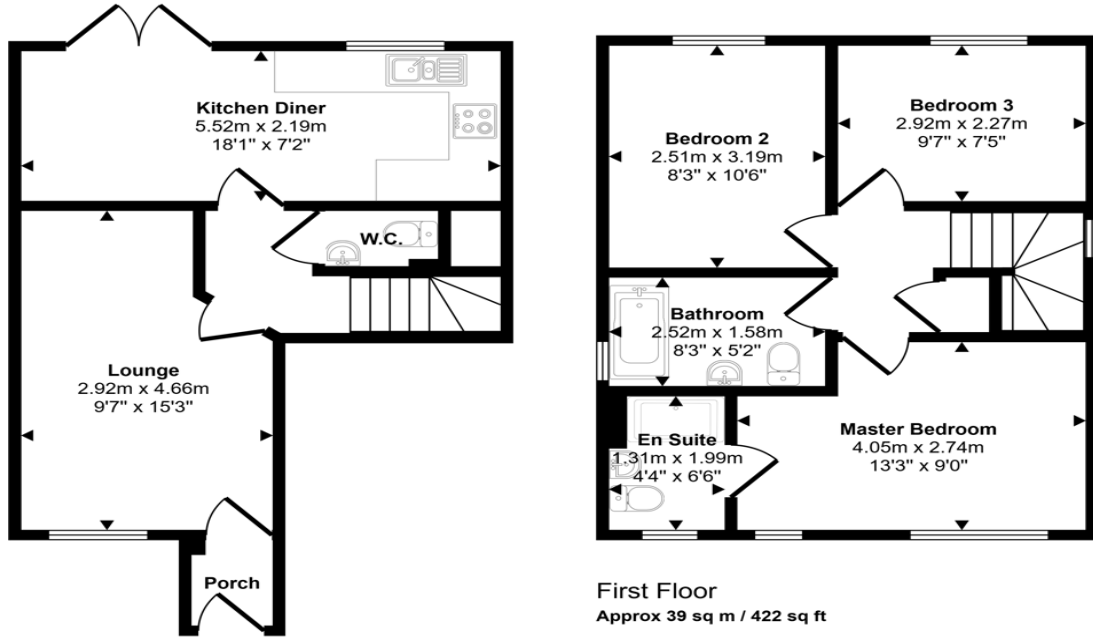 Kitchen Diner
5.52m x 2.19m
18'1" x 7'2"
W.C.
Lounge
2.92m x 4.66m
9'7" x 15'3"
Porch
Bedroom 2
2.51m x 3.19m
8'3" x 10'6"
Bedroom 3
2.92m x 2.27m
9'7" x 7'5"
Bathroom
2.52m x 1.58m
8'3" x 5'2"
En Suite
1.31m x 1.99m
4'4" x 6'6"
Master Bedroom
4.05m x 2.74m
13'3" x 9'0"
First Floor
Approx 39 sq m / 422 sq ft